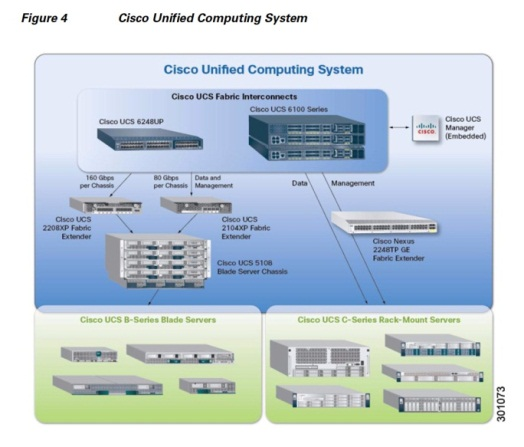 Figure 4 Cisco Unified Computing System
Cisco Unified Computing System
Cisco UCS Fabric Interconnects
Cisco UCS 6248UP
Cisco UCS 6100 Series
CISCO
Cisco UCS
Manager
(Embedded)
160 Gbps
per Chassis
80 Gbps
per Chassis
Data and
Management
Data
Management
Cisco UCS
2208XP Fabric
Extender
Cisco UCS
2104XP Fabric
Extender
Cisco Nexus
2248TP GE
Fabric Extender
Cisco UCS 5108
Blade Server Chassis
Cisco UCS B-Series Blade Servers
Cisco UCS C-Series Rack-Mount Servers
301073